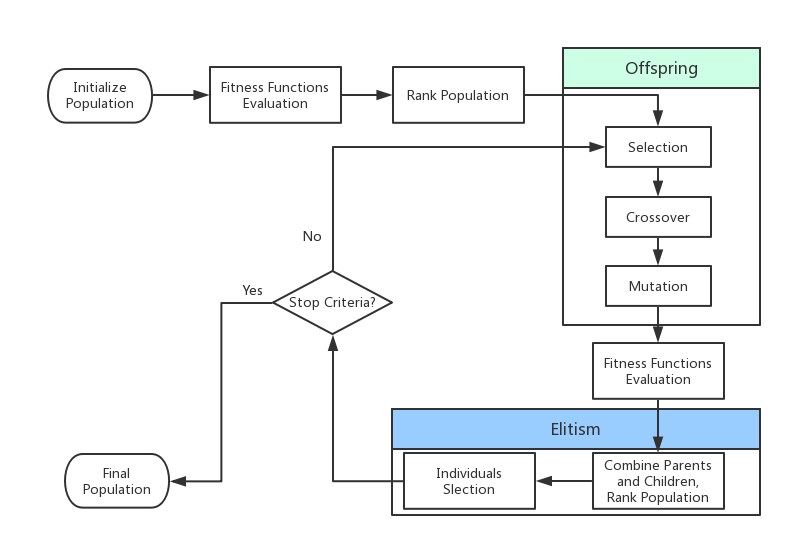 Initialize
Population
Fitness Functions
Evaluation
Rank Population
Offspring
Selection
Crossover
Mutation
No
Yes
Stop Criteria?
Fitness Functions
Evaluation
Elitism
Combine Parents
and Children,
Rank Population
Individuals
Slection
Final
Population